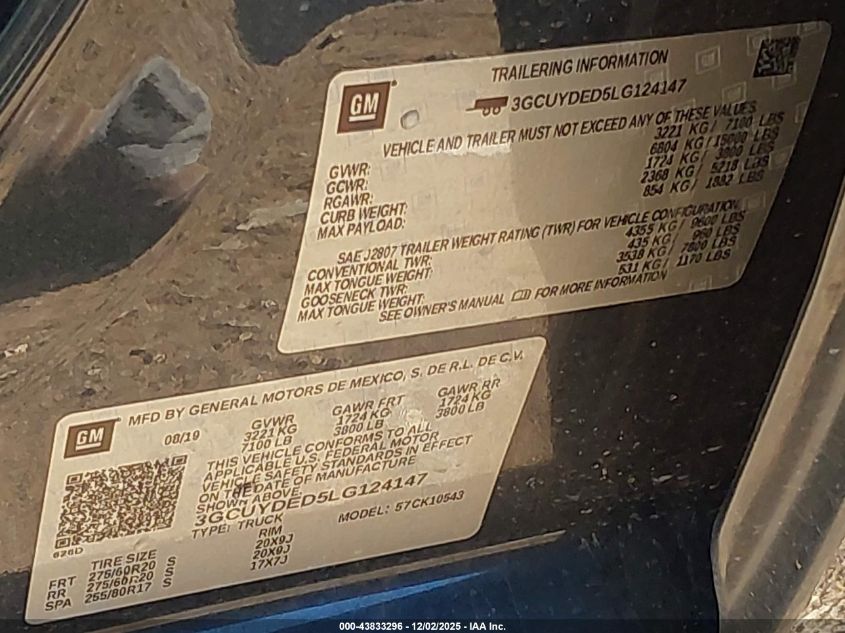 GM
TRAILERING INFORMATION
3GCUYDED5LG124147
VEHICLE AND TRAILER MUST NOT EXCEED ANY OF THESE VALUES
GVWR: 3221 KG / 7100 LBS
GCWR: 6804 KG / 15000 LBS
RGAWR: 1724 KG / 3800 LBS
CURB WEIGHT: 2368 KG / 5218 LBS
MAX PAYLOAD: 854 KG / 1882 LBS
SAE J2807 TRAILER WEIGHT RATING (TWR) FOR VEHICLE CONFIGURATION
CONVENTIONAL TWR: 4355 KG / 9600 LBS
MAX TONGUE WEIGHT: 435 KG / 960 LBS
GOOSENECK TWR: 3538 KG / 7800 LBS
MAX TONGUE WEIGHT: 531 KG / 1170 LBS
SEE OWNER'S MANUAL FOR MORE INFORMATION
GM
MFD BY GENERAL MOTORS DE MEXICO, S. DE R.L. DE C.V.
08/19 GVWR GAWR FRT GAWR RR
3221 KG 1724 KG 1724 KG
7100 LB 3800 LB 3800 LB
THIS VEHICLE CONFORMS TO ALL
APPLICABLE U.S. FEDERAL MOTOR
VEHICLE SAFETY STANDARDS IN EFFECT
ON THE DATE OF MANUFACTURE
SHOWN ABOVE.
3GCUYDED5LG124147
TYPE: TRUCK MODEL: 57CK10543
626D
TIRE SIZE RIM
FRT 275/60R20 S 20X9J
RR 275/60R20 S 20X9J
SPA 255/80R17 S 17X7J
000-43833296 - 12/02/2025 - IAA Inc.